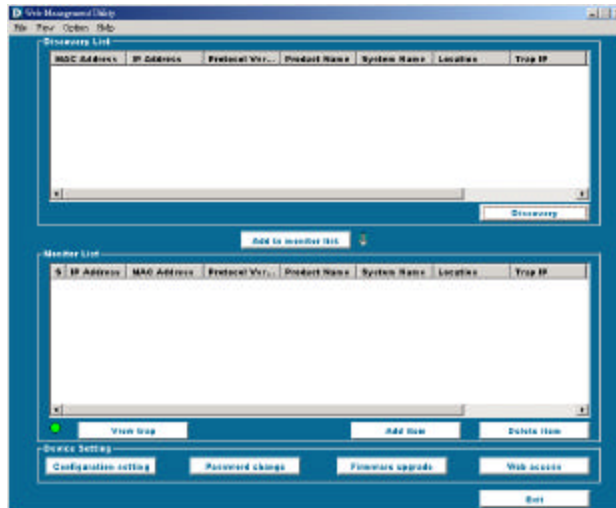 Web Management Utility
File View Option Help
Discovery List
MAC Address IP Address Protocol Ver... Product Name System Name Location Trap IP
Discovery
Add to monitor list
Monitor List
S IP Address MAC Address Protocol Ver... Product Name System Name Location Trap IP
View trap Add item Delete item
Device Setting
Configuration setting Password change Firmware upgrade Web access
Exit